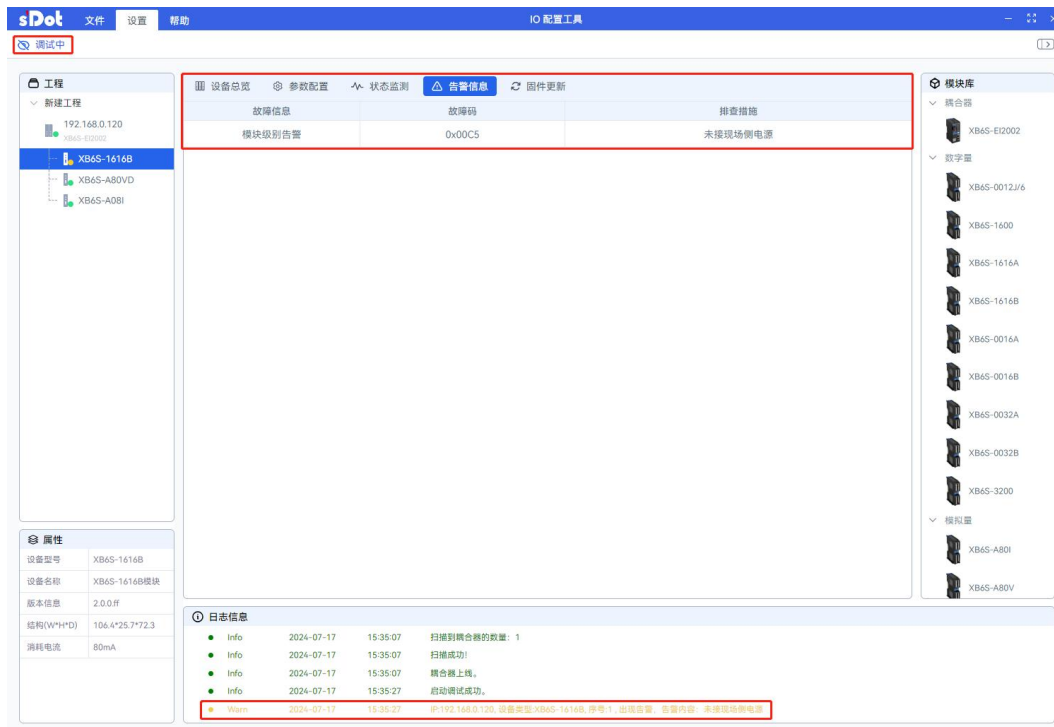 sDot 文件 设置 帮助 IO 配置工具
调试中
工程
新建工程
192.168.0.120
XB6S-EI2002
XB6S-1616B
XB6S-A80VD
XB6S-A08I
设备总览 参数配置 状态监测 告警信息 固件更新
故障信息 故障码 排查措施
模块级别告警 0x00C5 未接现场侧电源
模块库
耦合器
XB6S-EI2002
数字量
XB6S-0012J/6
XB6S-1600
XB6S-1616A
XB6S-1616B
XB6S-0016A
XB6S-0016B
XB6S-0032A
XB6S-0032B
XB6S-3200
模拟量
XB6S-A80I
XB6S-A80V
属性
设备型号 XB6S-1616B
设备名称 XB6S-1616B模块
版本信息 2.0.0.ff
结构(W*H*D) 106.4*25.7*72.3
消耗电流 80mA
日志信息
Info 2024-07-17 15:35:07 扫描到耦合器的数量: 1
Info 2024-07-17 15:35:07 扫描成功!
Info 2024-07-17 15:35:07 耦合器上线。
Info 2024-07-17 15:35:27 启动调试成功。
Warn 2024-07-17 15:35:27 IP:192.168.0.120, 设备类型:XB6S-1616B, 序号:1 , 出现告警, 告警内容: 未接现场侧电源